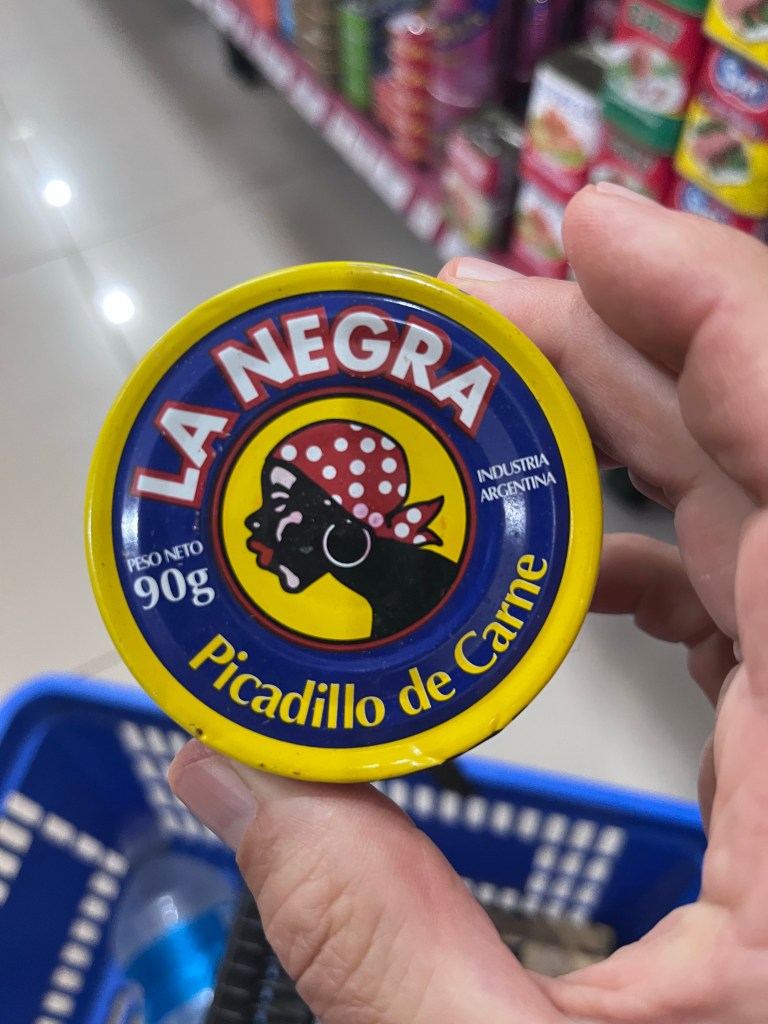 LA NEGRA
INDUSTRIA
ARGENTINA
PESO NETO
90g
Picadillo de Carne